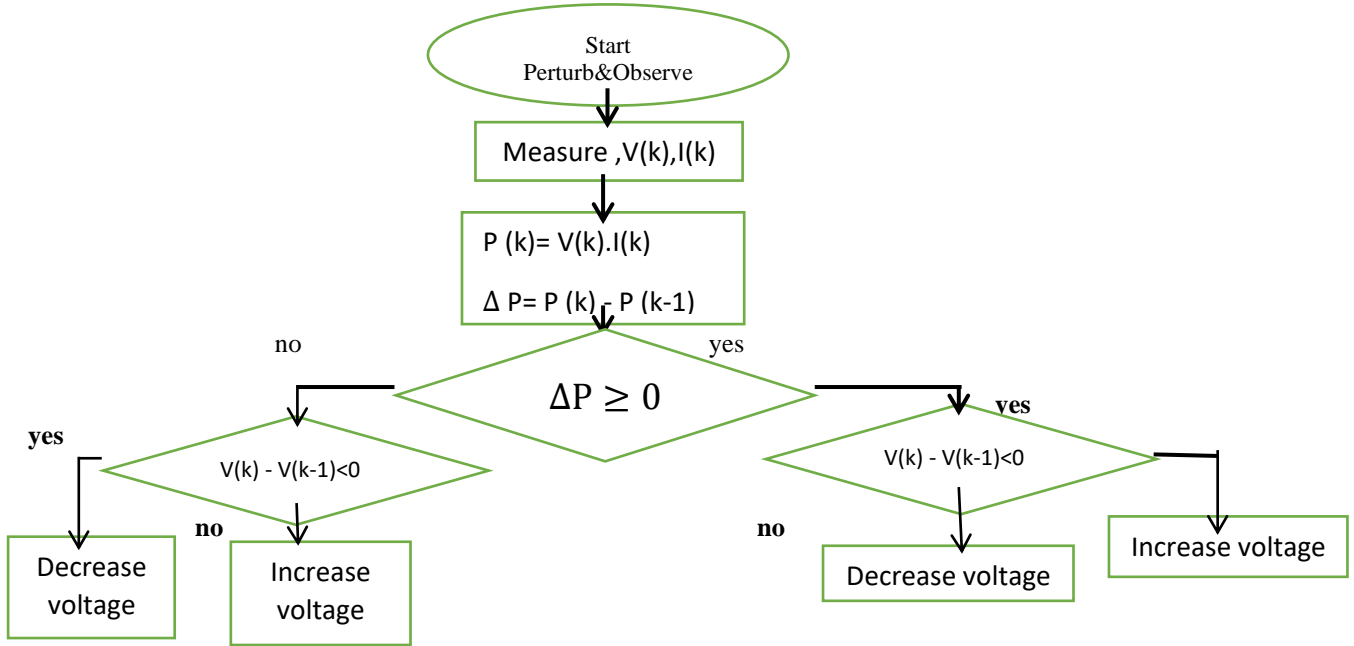 Start
Perturb&Observe
Measure ,V(k),I(k)
P (k)= V(k).I(k)
Δ P= P (k) - P (k-1)
no
yes
ΔP ≥ 0
yes
V(k) - V(k-1)<0
no
Decrease
voltage
Increase
voltage
yes
V(k) - V(k-1)<0
no
Decrease voltage
Increase voltage